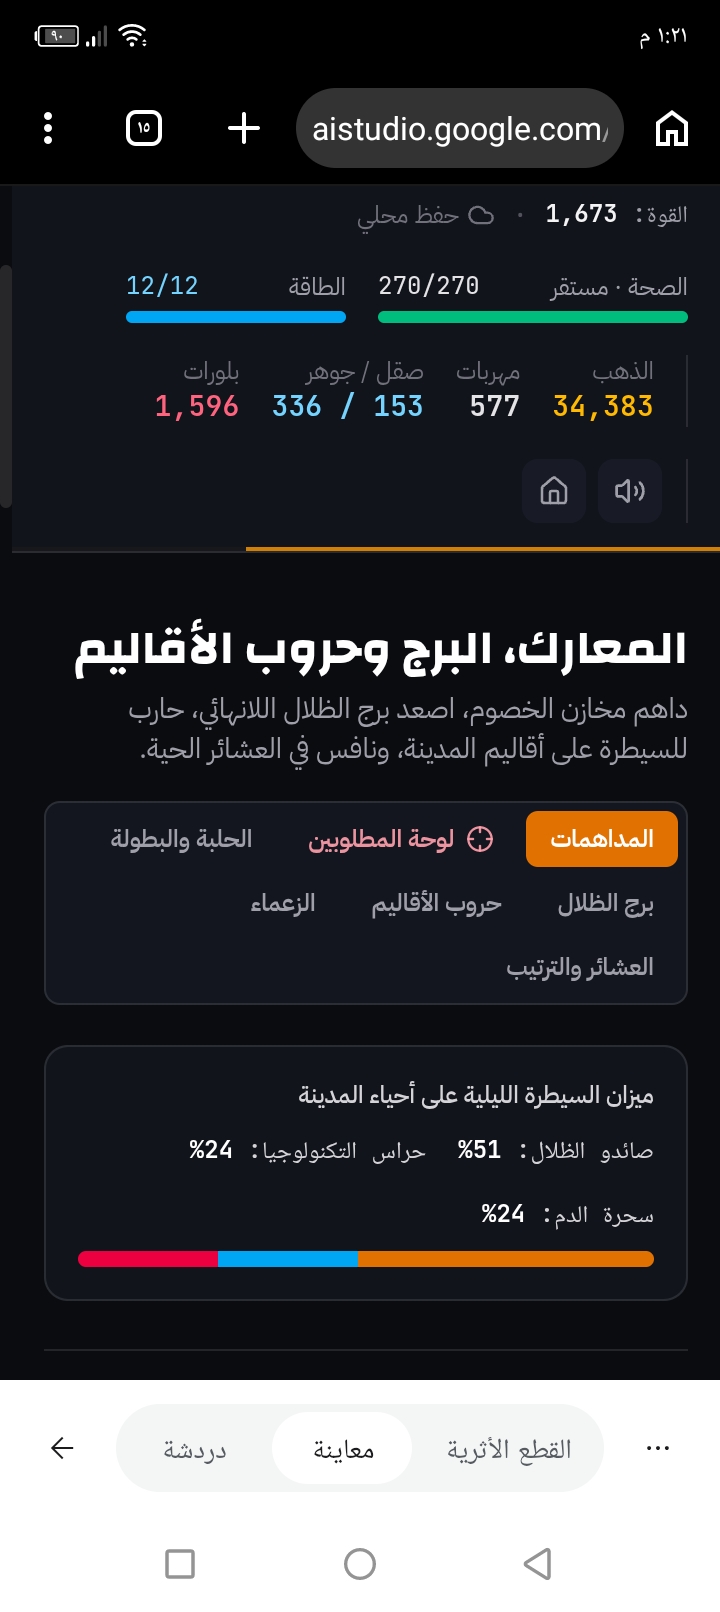 ١:٢١ م
٩٠
١٥
aistudio.google.com/
القوة: 1,673 · حفظ محلي
الصحة · مستقر 270/270 الطاقة 12/12
الذهب مهربات صقل / جوهر بلورات
34,383 577 153 / 336 1,596
المعارك، البرج وحروب الأقاليم
داهم مخازن الخصوم، اصعد برج الظلال اللانهائي، حارب
للسيطرة على أقاليم المدينة، ونافس في العشائر الحية.
المداهمات لوحة المطلوبين الحلبة والبطولة
برج الظلال حروب الأقاليم الزعماء
العشائر والترتيب
ميزان السيطرة الليلية على أحياء المدينة
صائدو الظلال: 51% حراس التكنولوجيا: 24%
سحرة الدم: 24%
القطع الأثرية معاينة دردشة